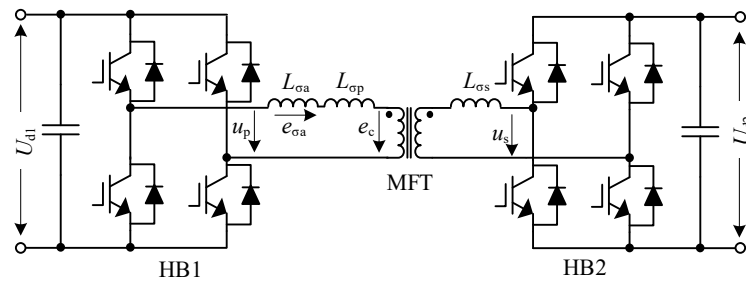 L_σa L_σp L_σs
U_d1 u_p e_σa e_c u_s
MFT
HB1 HB2